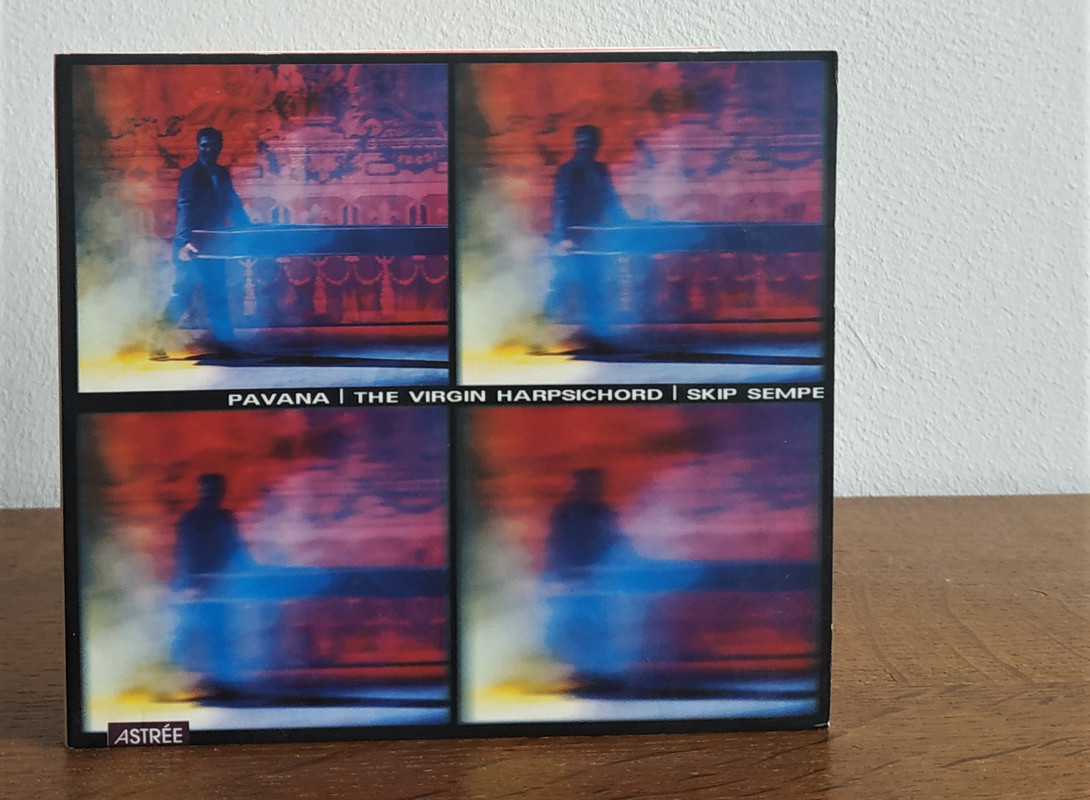 PAVANA | THE VIRGIN HARPSICHORD | SKIP SEMPE
ASTRÉE